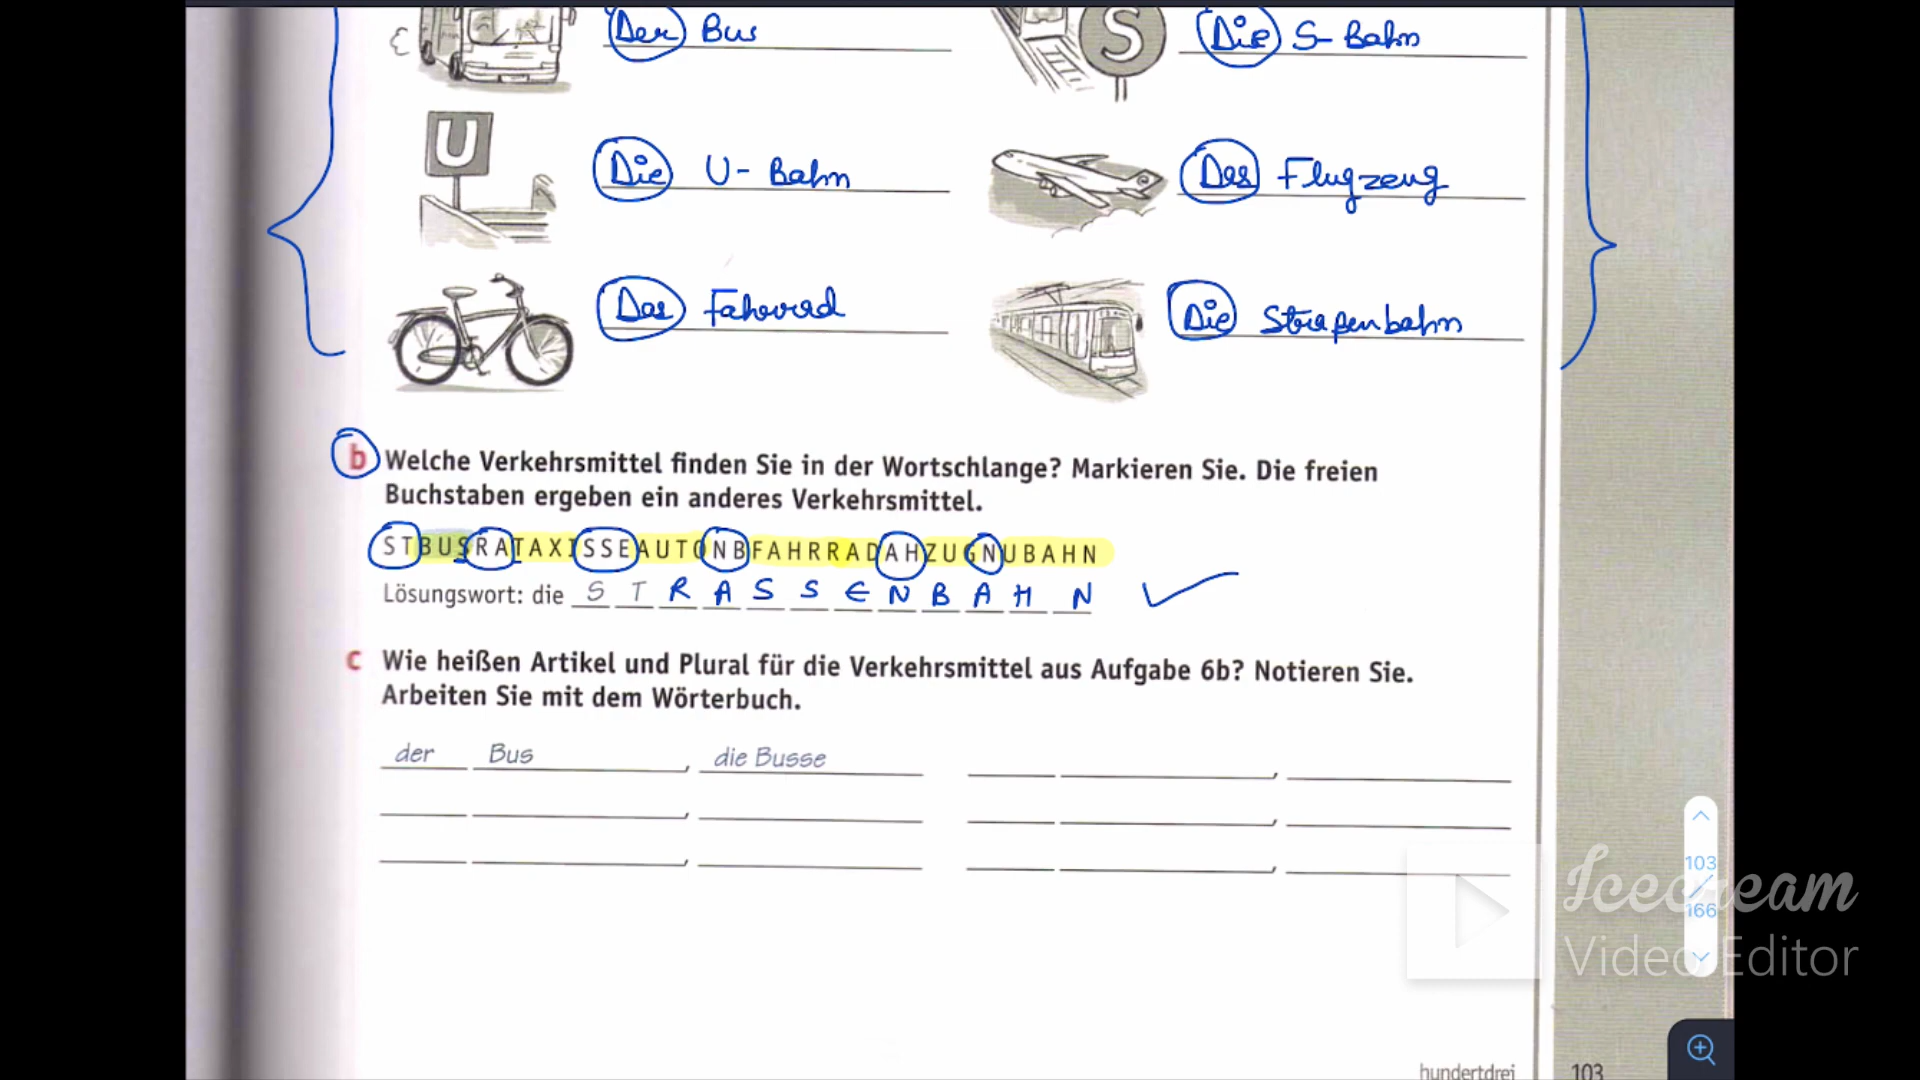 Der Bus
Die S-Bahn
S
U
Die U-Bahn
Das Flugzeug
Das Fahrrad
Die Straßenbahn
b Welche Verkehrsmittel finden Sie in der Wortschlange? Markieren Sie. Die freien
Buchstaben ergeben ein anderes Verkehrsmittel.
STBUSRATAXISSEAUTONBFAHRRADAHZUGNUBAHN
Lösungswort: die S T R A S S E N B A H N
c Wie heißen Artikel und Plural für die Verkehrsmittel aus Aufgabe 6b? Notieren Sie.
Arbeiten Sie mit dem Wörterbuch.
der Bus, die Busse
103
166
Icecream
Video Editor
hundertdrei 103